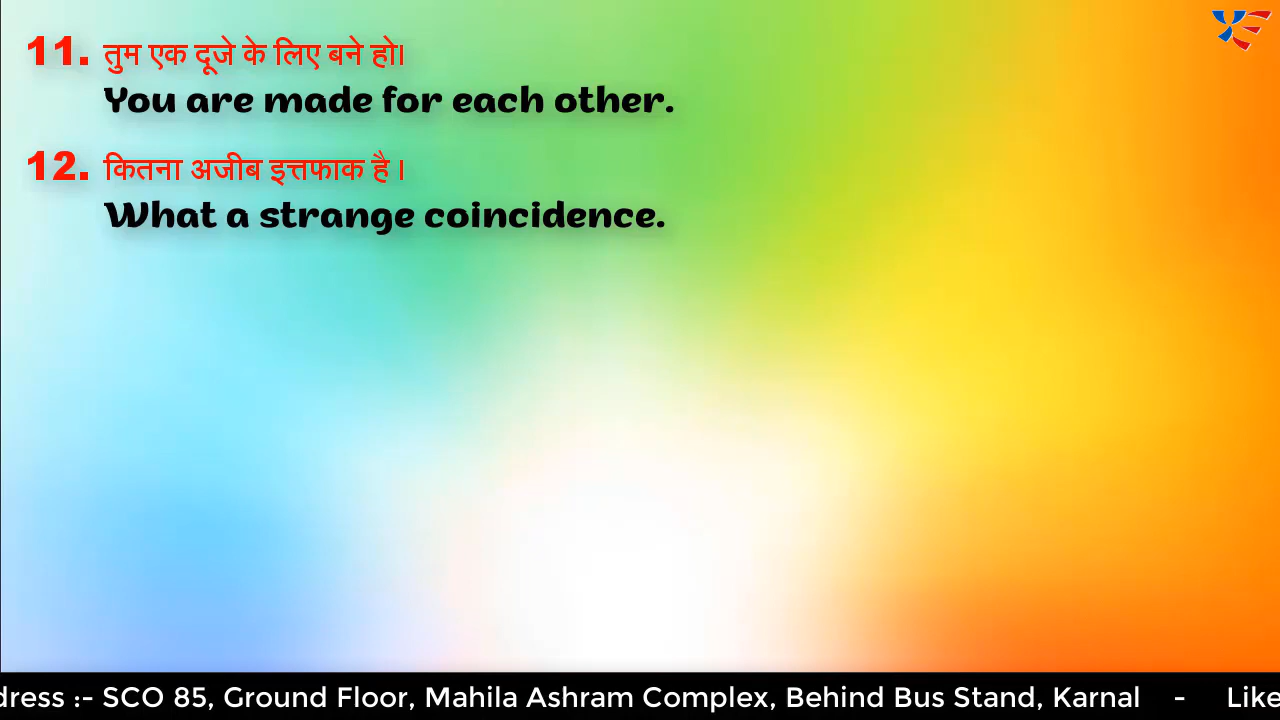 11. तुम एक दूजे के लिए बने हो।
You are made for each other.
12. कितना अजीब इत्तफाक है ।
What a strange coincidence.
dress :- SCO 85, Ground Floor, Mahila Ashram Complex, Behind Bus Stand, Karnal - Like